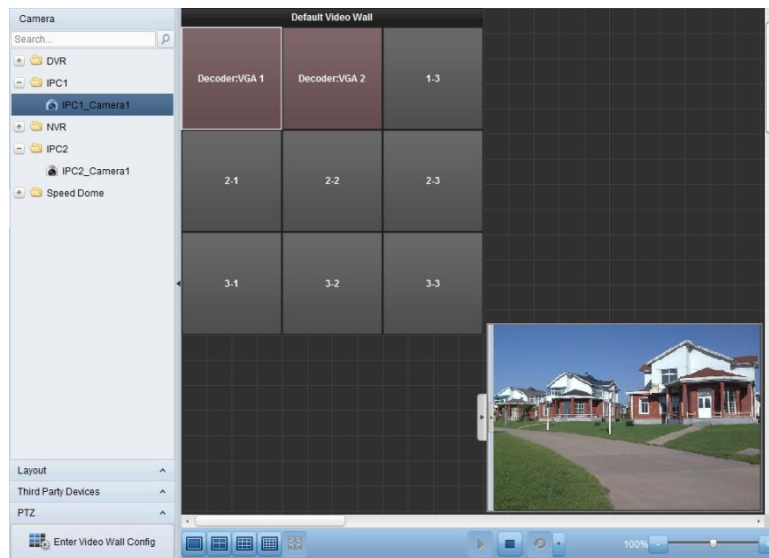 Camera
Default Video Wall
Search...
DVR
IPC1
IPC1_Camera1
NVR
IPC2
IPC2_Camera1
Speed Dome
Decoder:VGA 1
Decoder:VGA 2
1-3
2-1
2-2
2-3
3-1
3-2
3-3
Layout
Third Party Devices
PTZ
Enter Video Wall Config
100%